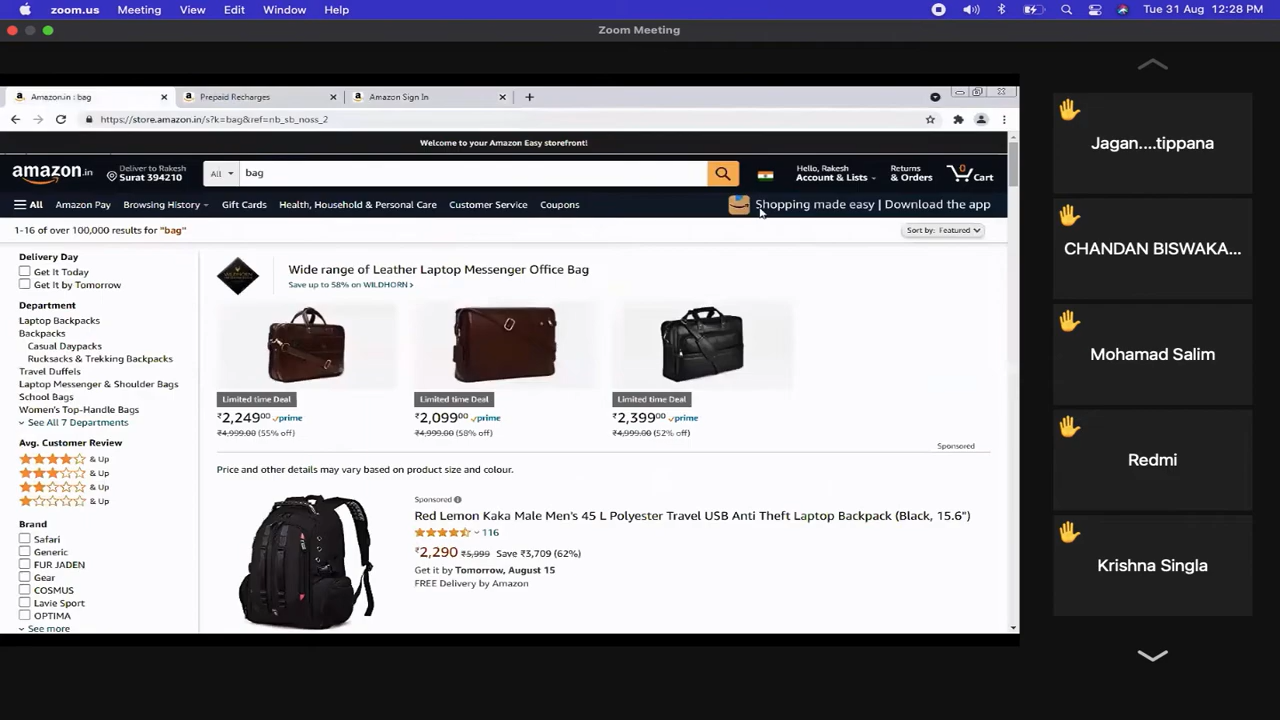 zoom.us Meeting View Edit Window Help Tue 31 Aug 12:28 PM
Zoom Meeting
Amazon.in : bag Prepaid Recharges Amazon Sign In
https://store.amazon.in/s?k=bag&ref=nb_sb_noss_2
Welcome to your Amazon Easy storefront!
amazon.in
Deliver to Rakesh
Surat 394210
All
bag
Hello, Rakesh
Account & Lists
Returns
& Orders
0
Cart
All Amazon Pay Browsing History Gift Cards Health, Household & Personal Care Customer Service Coupons
Shopping made easy | Download the app
1-16 of over 100,000 results for "bag"
Sort by: Featured
Delivery Day
Get It Today
Get It by Tomorrow
Department
Laptop Backpacks
Backpacks
Casual Daypacks
Rucksacks & Trekking Backpacks
Travel Duffels
Laptop Messenger & Shoulder Bags
School Bags
Women's Top-Handle Bags
See All 7 Departments
Avg. Customer Review
& Up
& Up
& Up
& Up
Brand
Safari
Generic
FUR JADEN
Gear
COSMUS
Lavie Sport
OPTIMA
See more
Wide range of Leather Laptop Messenger Office Bag
Save up to 58% on WILDHORN ›
Limited time Deal
₹2,249⁰⁰ prime
₹4,999.00 (55% off)
Limited time Deal
₹2,099⁰⁰ prime
₹4,999.00 (58% off)
Limited time Deal
₹2,399⁰⁰ prime
₹4,999.00 (52% off)
Sponsored
Price and other details may vary based on product size and colour.
Sponsored
Red Lemon Kaka Male Men's 45 L Polyester Travel USB Anti Theft Laptop Backpack (Black, 15.6")
116
₹2,290 ₹5,999 Save ₹3,709 (62%)
Get it by Tomorrow, August 15
FREE Delivery by Amazon
Jagan....tippana
CHANDAN BISWAKA...
Mohamad Salim
Redmi
Krishna Singla